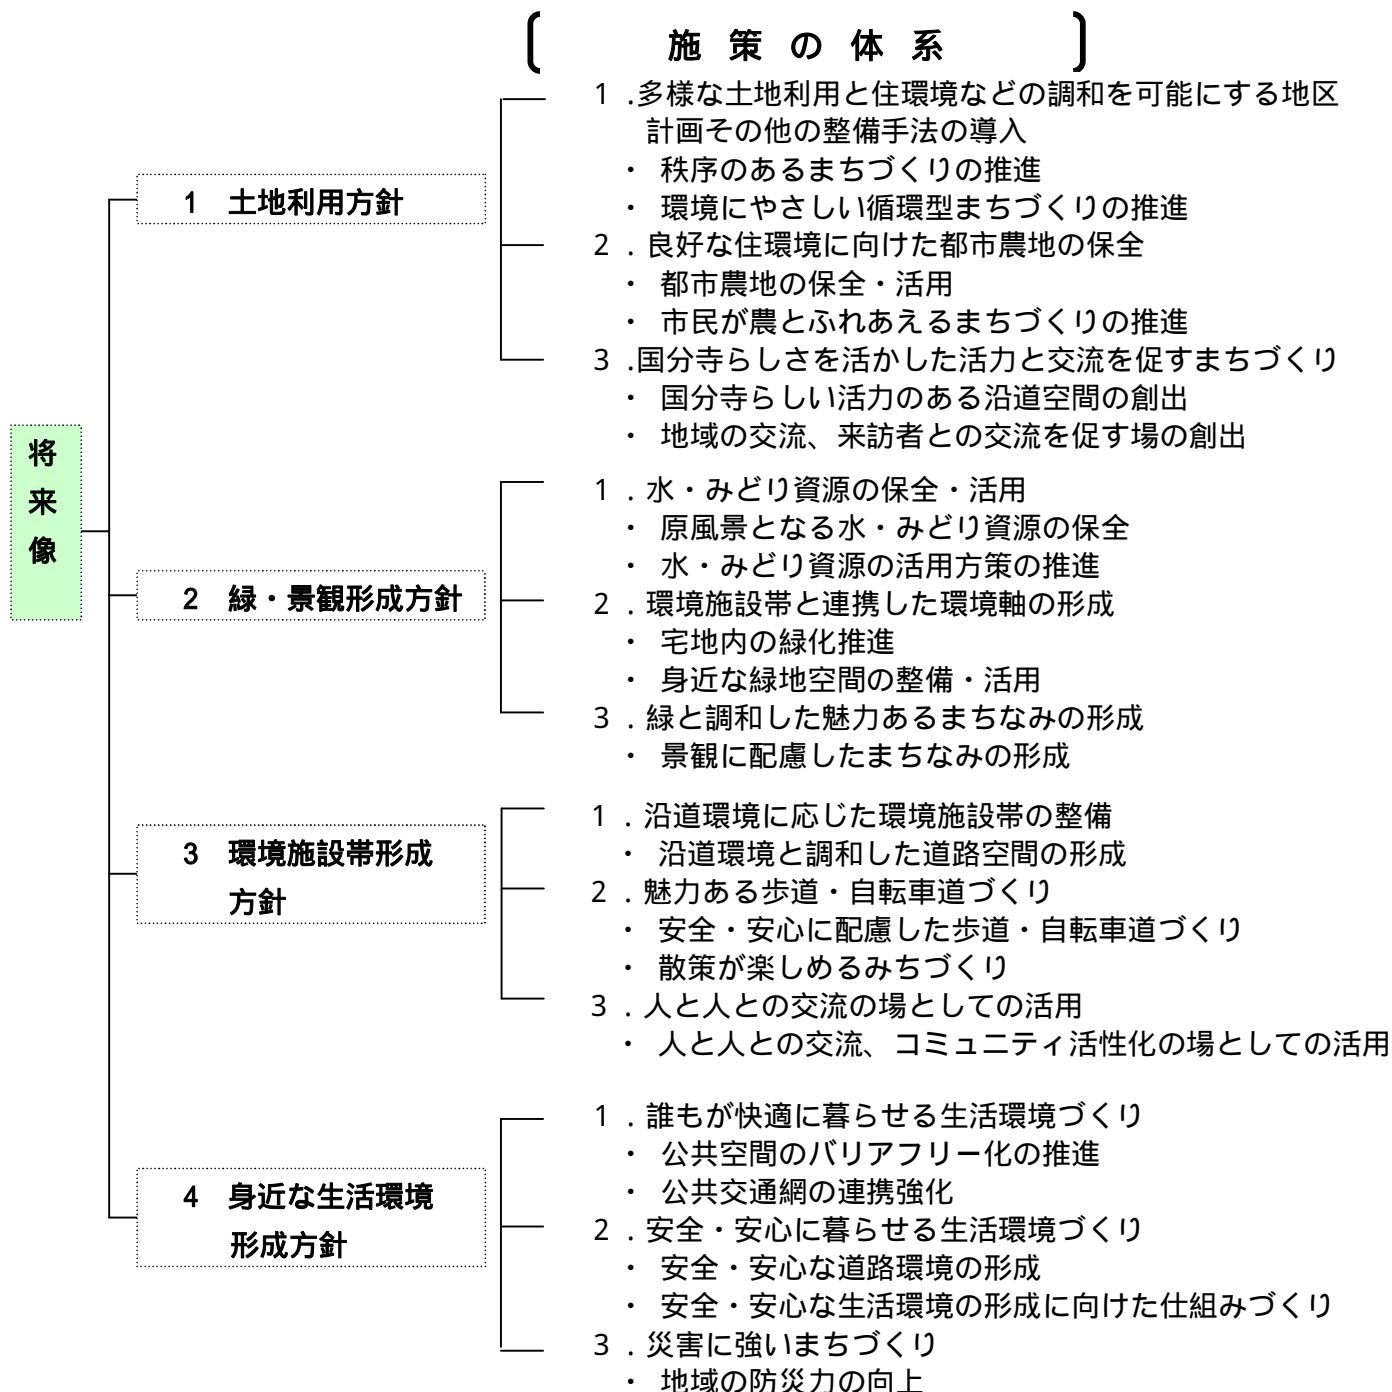 施策の体系
将来像
1 土地利用方針
1 .多様な土地利用と住環境などの調和を可能にする地区
計画その他の整備手法の導入
・ 秩序のあるまちづくりの推進
・ 環境にやさしい循環型まちづくりの推進
2 . 良好な住環境に向けた都市農地の保全
・ 都市農地の保全・活用
・ 市民が農とふれあえるまちづくりの推進
3 .国分寺らしさを活かした活力と交流を促すまちづくり
・ 国分寺らしい活力のある沿道空間の創出
・ 地域の交流、来訪者との交流を促す場の創出
2 緑・景観形成方針
1 . 水・みどり資源の保全・活用
・ 原風景となる水・みどり資源の保全
・ 水・みどり資源の活用方策の推進
2 . 環境施設帯と連携した環境軸の形成
・ 宅地内の緑化推進
・ 身近な緑地空間の整備・活用
3 . 緑と調和した魅力あるまちなみの形成
・ 景観に配慮したまちなみの形成
3 環境施設帯形成
方針
1 . 沿道環境に応じた環境施設帯の整備
・ 沿道環境と調和した道路空間の形成
2 . 魅力ある歩道・自転車道づくり
・ 安全・安心に配慮した歩道・自転車道づくり
・ 散策が楽しめるみちづくり
3 . 人と人との交流の場としての活用
・ 人と人との交流、コミュニティ活性化の場としての活用
4 身近な生活環境
形成方針
1 . 誰もが快適に暮らせる生活環境づくり
・ 公共空間のバリアフリー化の推進
・ 公共交通網の連携強化
2 . 安全・安心に暮らせる生活環境づくり
・ 安全・安心な道路環境の形成
・ 安全・安心な生活環境の形成に向けた仕組みづくり
3 . 災害に強いまちづくり
・ 地域の防災力の向上